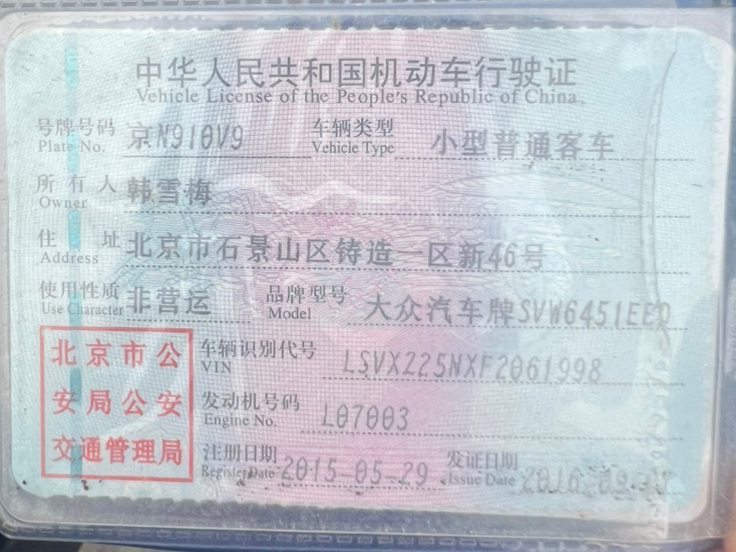 中华人民共和国机动车行驶证
Vehicle License of the People's Republic of China
号牌号码 京N910V9 车辆类型 小型普通客车
Plate No. Vehicle Type
所有人 韩雪梅
Owner
住址 北京市石景山区铸造一区新46号
Address
使用性质 非营运 品牌型号 大众汽车牌SVW6451EED
Use Character Model
北京市公安局公安交通管理局
车辆识别代号 LSVX225NXF2061998
VIN
发动机号码 L07003
Engine No.
注册日期 2015-05-29 发证日期
Register Date Issue Date